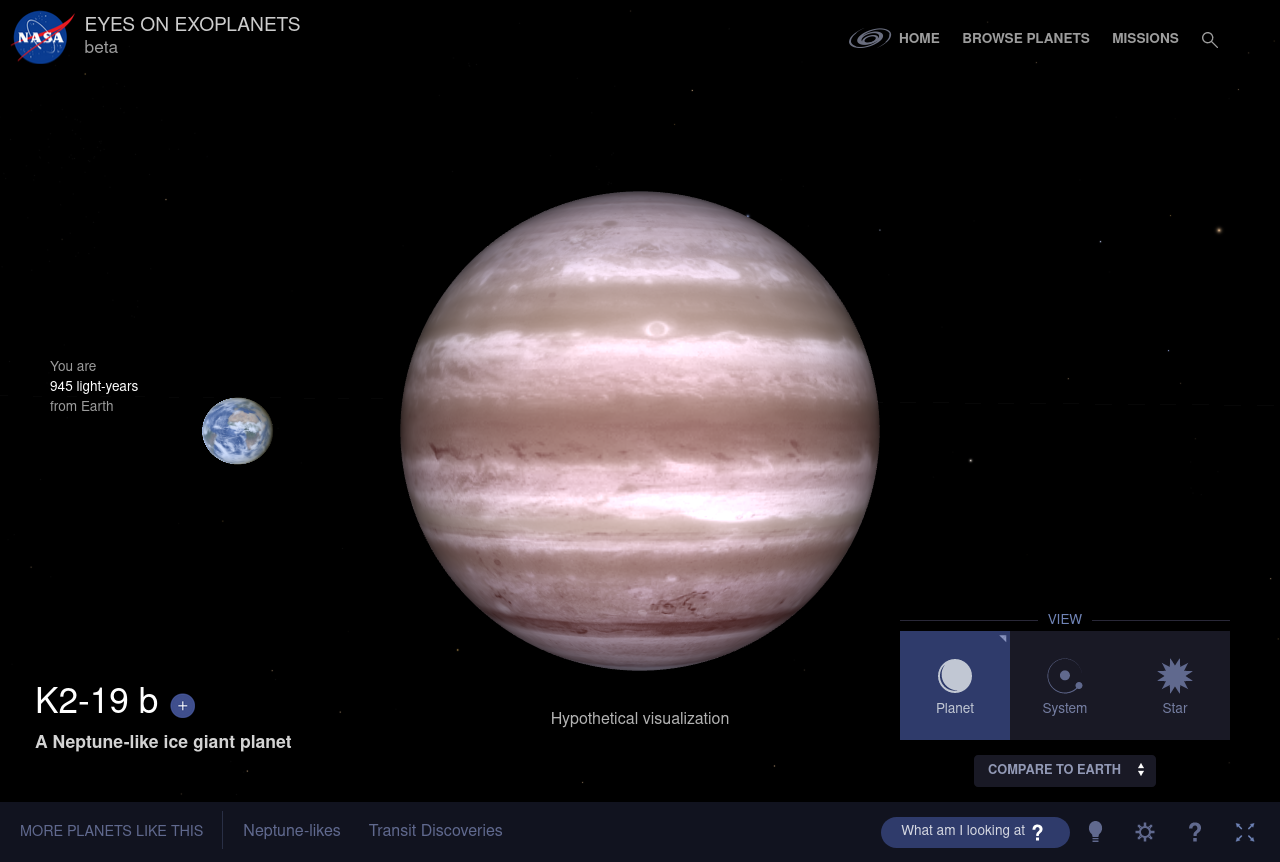 NASA
EYES ON EXOPLANETS
beta
HOME
BROWSE PLANETS
MISSIONS
You are
945 light-years
from Earth
VIEW
Planet
System
Star
K2-19 b +
A Neptune-like ice giant planet
Hypothetical visualization
COMPARE TO EARTH
MORE PLANETS LIKE THIS
Neptune-likes
Transit Discoveries
What am I looking at ?
?